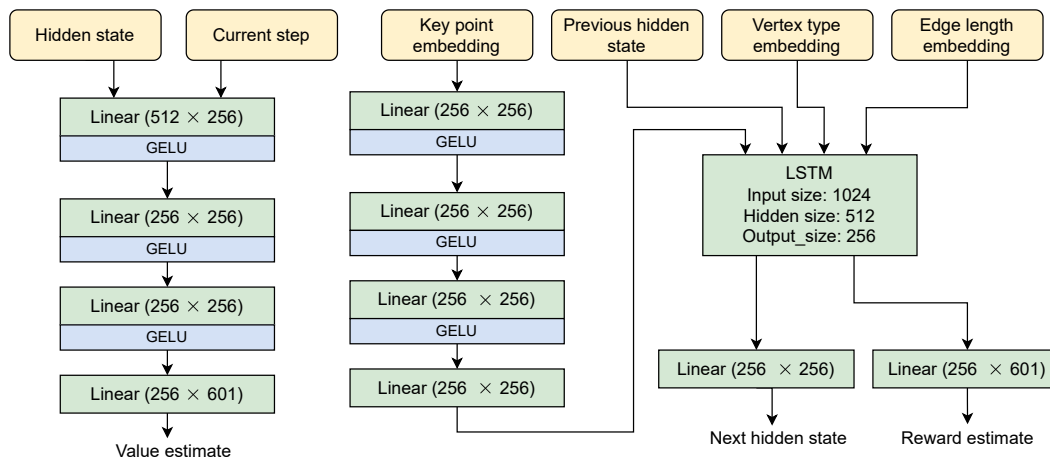 Hidden state
Current step
Key point
embedding
Previous hidden
state
Vertex type
embedding
Edge length
embedding
Linear (512 × 256)
GELU
Linear (256 × 256)
GELU
Linear (256 × 256)
GELU
Linear (256 × 601)
Value estimate
Linear (256 × 256)
GELU
Linear (256 × 256)
GELU
Linear (256 × 256)
GELU
Linear (256 × 256)
LSTM
Input size: 1024
Hidden size: 512
Output_size: 256
Linear (256 × 256)
Next hidden state
Linear (256 × 601)
Reward estimate